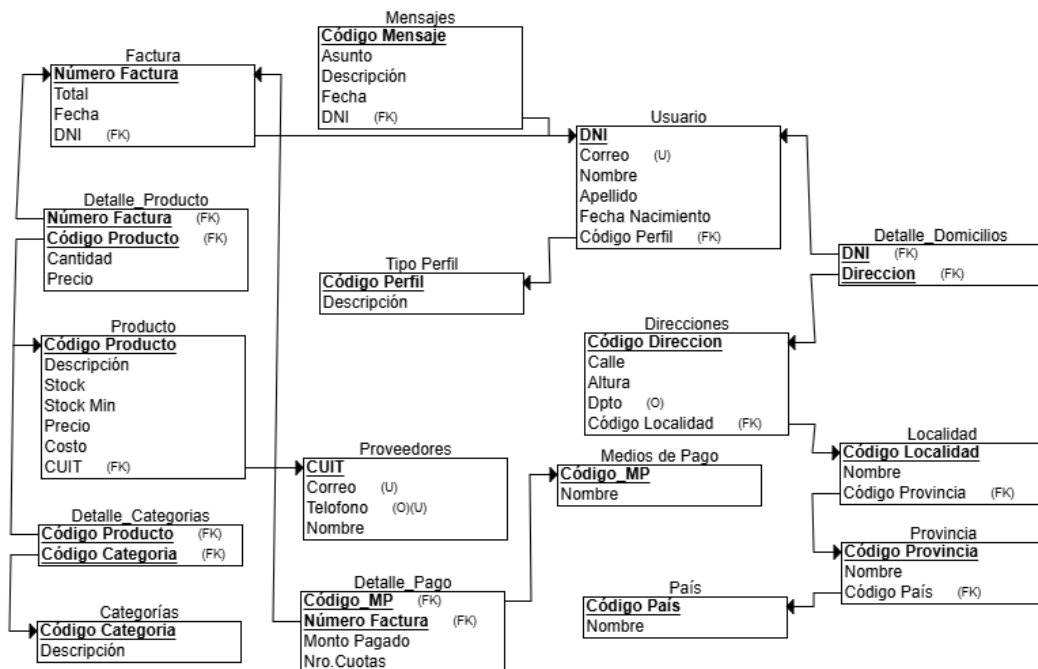 Mensajes
Código Mensaje
Asunto
Descripción
Fecha
DNI (FK)
Factura
Número Factura
Total
Fecha
DNI (FK)
Usuario
DNI
Correo (U)
Nombre
Apellido
Fecha Nacimiento
Código Perfil (FK)
Detalle_Producto
Número Factura (FK)
Código Producto (FK)
Cantidad
Precio
Detalle_Domicilios
DNI (FK)
Direccion (FK)
Tipo Perfil
Código Perfil
Descripción
Producto
Código Producto
Descripción
Stock
Stock Min
Precio
Costo
CUIT (FK)
Direcciones
Código Direccion
Calle
Altura
Dpto (O)
Código Localidad (FK)
Proveedores
CUIT
Correo (U)
Telofono (O)(U)
Nombre
Medios de Pago
Código_MP
Nombre
Localidad
Código Localidad
Nombre
Código Provincia (FK)
Detalle_Categorias
Código Producto (FK)
Código Categoria (FK)
Provincia
Código Provincia
Nombre
Código País (FK)
Detalle_Pago
Código_MP (FK)
Número Factura (FK)
Monto Pagado
Nro.Cuotas
País
Código País
Nombre
Categorías
Código Categoria
Descripción